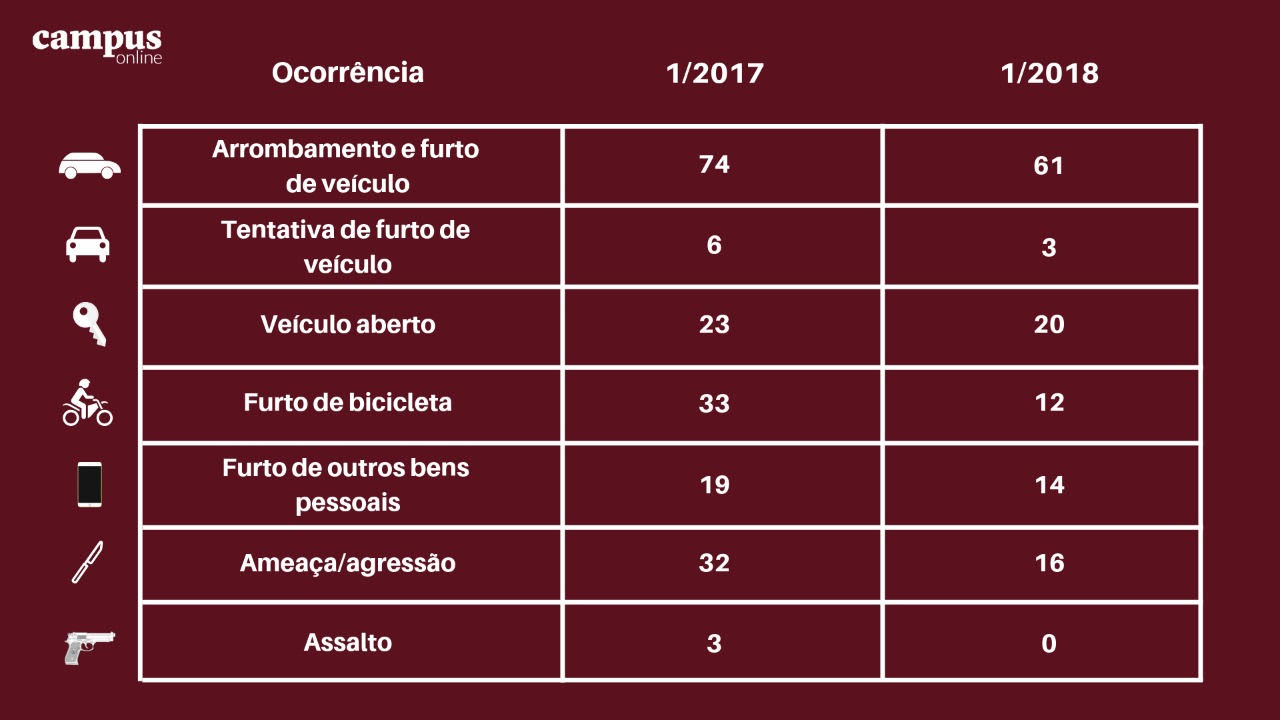 campus
online
Ocorrência 1/2017 1/2018
Arrombamento e furto
de veículo
74 61
Tentativa de furto de
veículo
6 3
Veículo aberto 23 20
Furto de bicicleta 33 12
Furto de outros bens
pessoais
19 14
Ameaça/agressão 32 16
Assalto 3 0